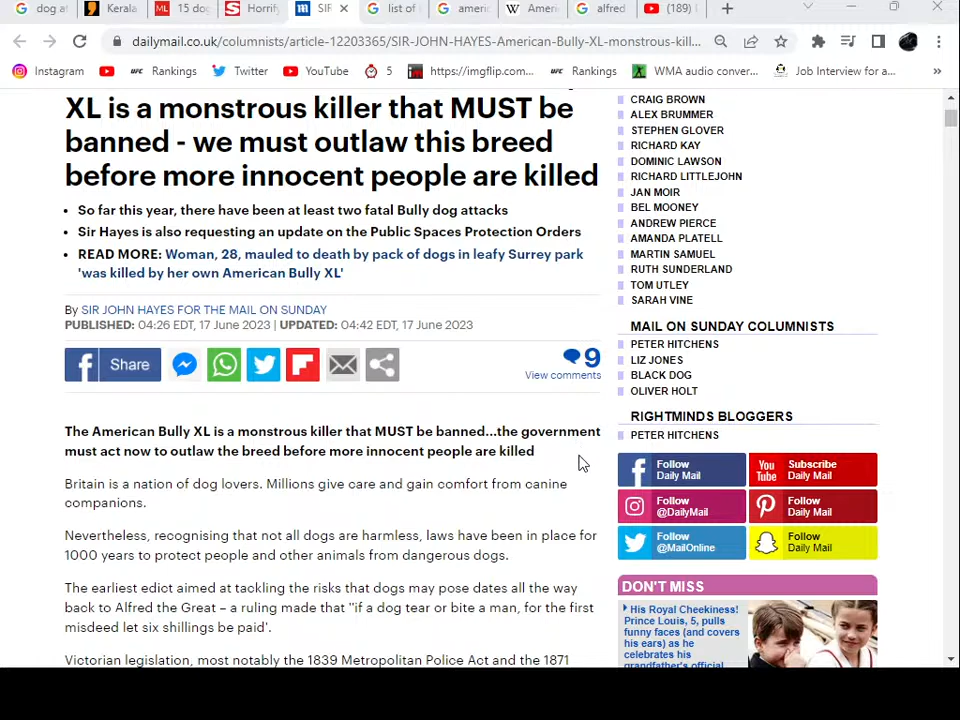 dog at
Kerala
15 dog
Horrif
SIR
list of
americ
Ameri
alfred
(189)
dailymail.co.uk/columnists/article-12203365/SIR-JOHN-HAYES-American-Bully-XL-monstrous-kill...
Instagram
Rankings
Twitter
YouTube
5
https://imgflip.com...
Rankings
WMA audio conver...
Job Interview for a...
»
XL is a monstrous killer that MUST be
banned - we must outlaw this breed
before more innocent people are killed
• So far this year, there have been at least two fatal Bully dog attacks
• Sir Hayes is also requesting an update on the Public Spaces Protection Orders
• READ MORE: Woman, 28, mauled to death by pack of dogs in leafy Surrey park
'was killed by her own American Bully XL'
By SIR JOHN HAYES FOR THE MAIL ON SUNDAY
PUBLISHED: 04:26 EDT, 17 June 2023 | UPDATED: 04:42 EDT, 17 June 2023
Share
9
View comments
The American Bully XL is a monstrous killer that MUST be banned...the government
must act now to outlaw the breed before more innocent people are killed
Britain is a nation of dog lovers. Millions give care and gain comfort from canine
companions.
Nevertheless, recognising that not all dogs are harmless, laws have been in place for
1000 years to protect people and other animals from dangerous dogs.
The earliest edict aimed at tackling the risks that dogs may pose dates all the way
back to Alfred the Great – a ruling made that ''if a dog tear or bite a man, for the first
misdeed let six shillings be paid'.
Victorian legislation, most notably the 1839 Metropolitan Police Act and the 1871
CRAIG BROWN
ALEX BRUMMER
STEPHEN GLOVER
RICHARD KAY
DOMINIC LAWSON
RICHARD LITTLEJOHN
JAN MOIR
BEL MOONEY
ANDREW PIERCE
AMANDA PLATELL
MARTIN SAMUEL
RUTH SUNDERLAND
TOM UTLEY
SARAH VINE
MAIL ON SUNDAY COLUMNISTS
PETER HITCHENS
LIZ JONES
BLACK DOG
OLIVER HOLT
RIGHTMINDS BLOGGERS
PETER HITCHENS
Follow
Daily Mail
Subscribe
Daily Mail
Follow
@DailyMail
Follow
Daily Mail
Follow
@MailOnline
Follow
Daily Mail
DON'T MISS
His Royal Cheekiness!
Prince Louis, 5, pulls
funny faces (and covers
his ears) as he
celebrates his
grandfather's official